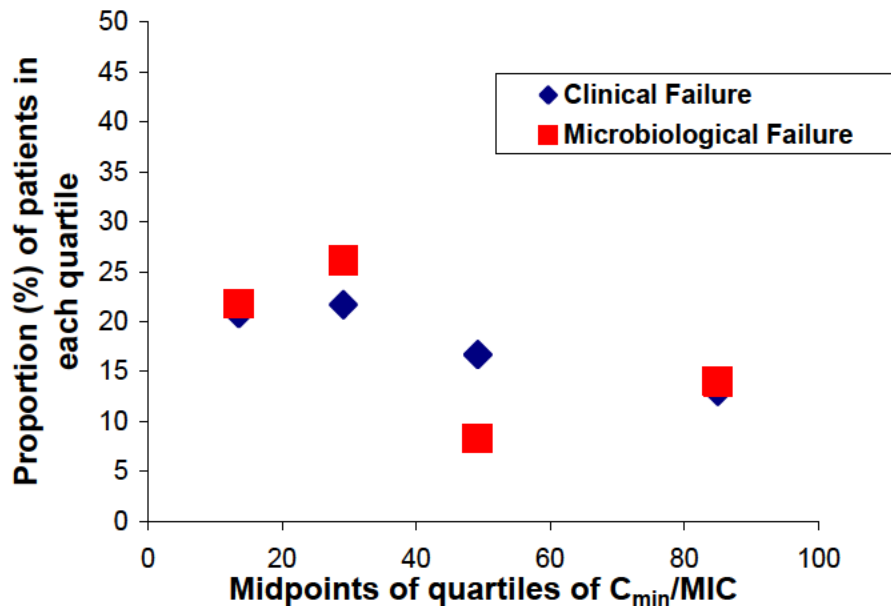 50
45
40
35
30
25
20
15
10
5
0
Proportion (%) of patients in
each quartile
Clinical Failure
Microbiological Failure
0 20 40 60 80 100
Midpoints of quartiles of Cmin/MIC